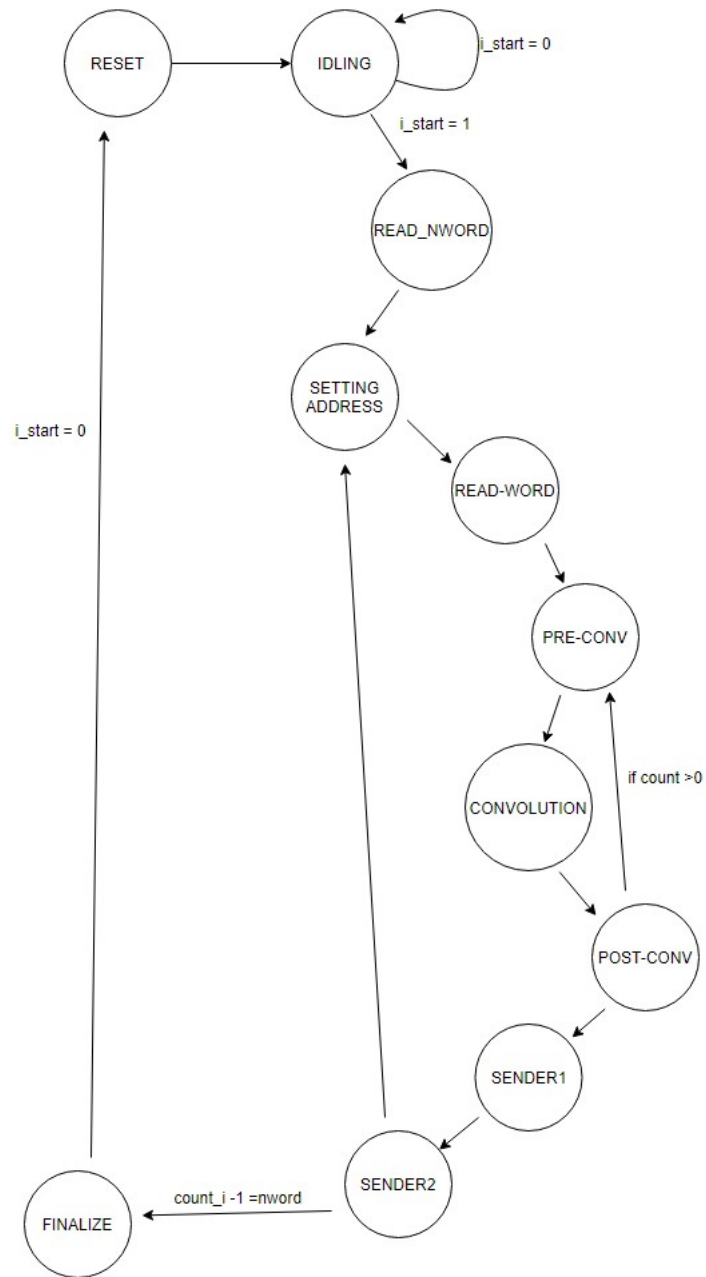 RESET
IDLING
i_start = 0
i_start = 1
READ_NWORD
SETTING
ADDRESS
i_start = 0
READ-WORD
PRE-CONV
if count >0
CONVOLUTION
POST-CONV
SENDER1
SENDER2
count_i -1 =nword
FINALIZE